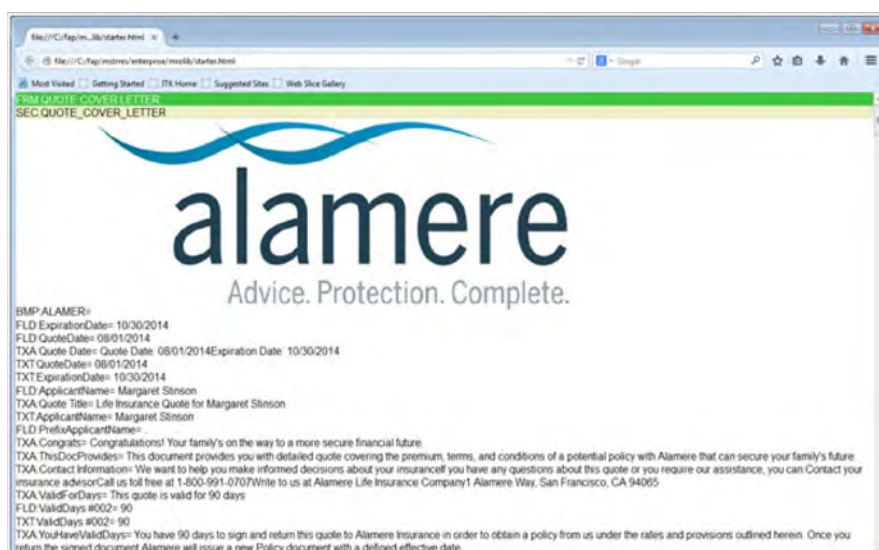 file:///C:/fap/m...lib/starter.html × +
file:///C:/fap/mstrres/enterprise/mxolib/starter.html Google
Most Visited Getting Started ITK Home Suggested Sites Web Slice Gallery
FRM:QUOTE COVER LETTER
SEC:QUOTE_COVER_LETTER
alamere
Advice. Protection. Complete.
BMP:ALAMER=
FLD:ExpirationDate= 10/30/2014
FLD:QuoteDate= 08/01/2014
TXA:Quote Date= Quote Date: 08/01/2014Expiration Date: 10/30/2014
TXT:QuoteDate= 08/01/2014
TXT:ExpirationDate= 10/30/2014
FLD:ApplicantName= Margaret Stinson
TXA:Quote Title= Life Insurance Quote for Margaret Stinson
TXT:ApplicantName= Margaret Stinson
FLD:PrefixApplicantName= .
TXA:Congrats= Congratulations! Your family's on the way to a more secure financial future.
TXA:ThisDocProvides= This document provides you with detailed quote covering the premium, terms, and conditions of a potential policy with Alamere that can secure your family's future.
TXA:Contact Information= We want to help you make informed decisions about your insuranceIf you have any questions about this quote or you require our assistance, you can:Contact your
insurance advisorCall us toll free at 1-800-991-0707Write to us at Alamere Life Insurance Company1 Alamere Way, San Francisco, CA 94065
TXA:ValidForDays= This quote is valid for 90 days
FLD:ValidDays #002= 90
TXT:ValidDays #002= 90
TXA:YouHaveValidDays= You have 90 days to sign and return this quote to Alamere Insurance in order to obtain a policy from us under the rates and provisions outlined herein. Once you
return the signed document Alamere will issue a new Policy document with a defined effective date.